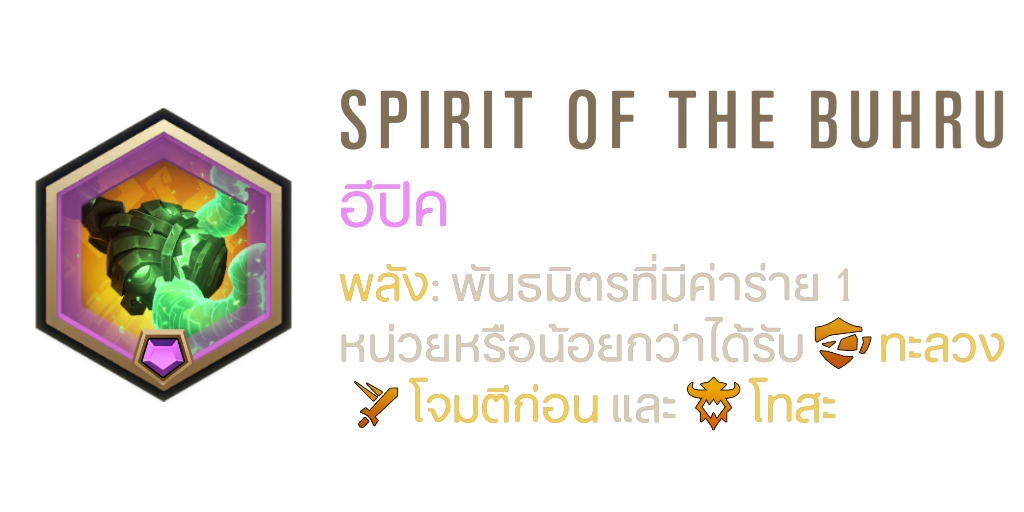 SPIRIT OF THE BUHRU
อีปิค
พลัง: พันธมิตรที่มีค่าร่าย 1
หน่วยหรือน้อยกว่าได้รับ ทะลวง
โจมตีก่อน และ โทสะ